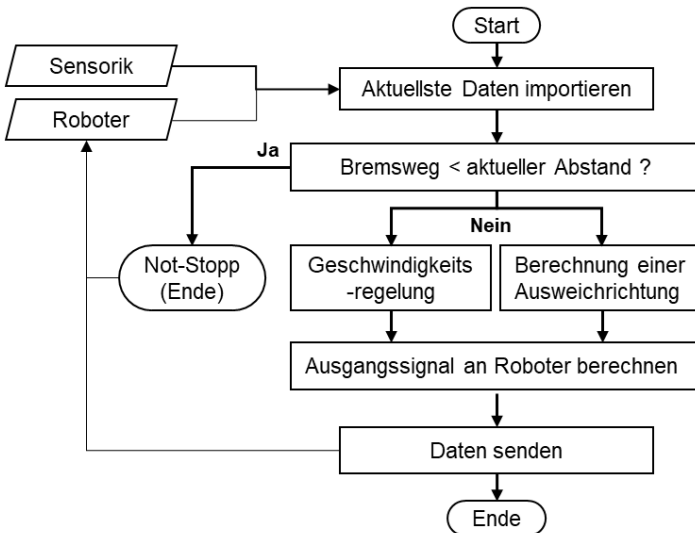 Start
Sensorik
Aktuellste Daten importieren
Roboter
Ja
Bremsweg < aktueller Abstand ?
Nein
Not-Stopp
(Ende)
Geschwindigkeits
-regelung
Berechnung einer
Ausweichrichtung
Ausgangssignal an Roboter berechnen
Daten senden
Ende